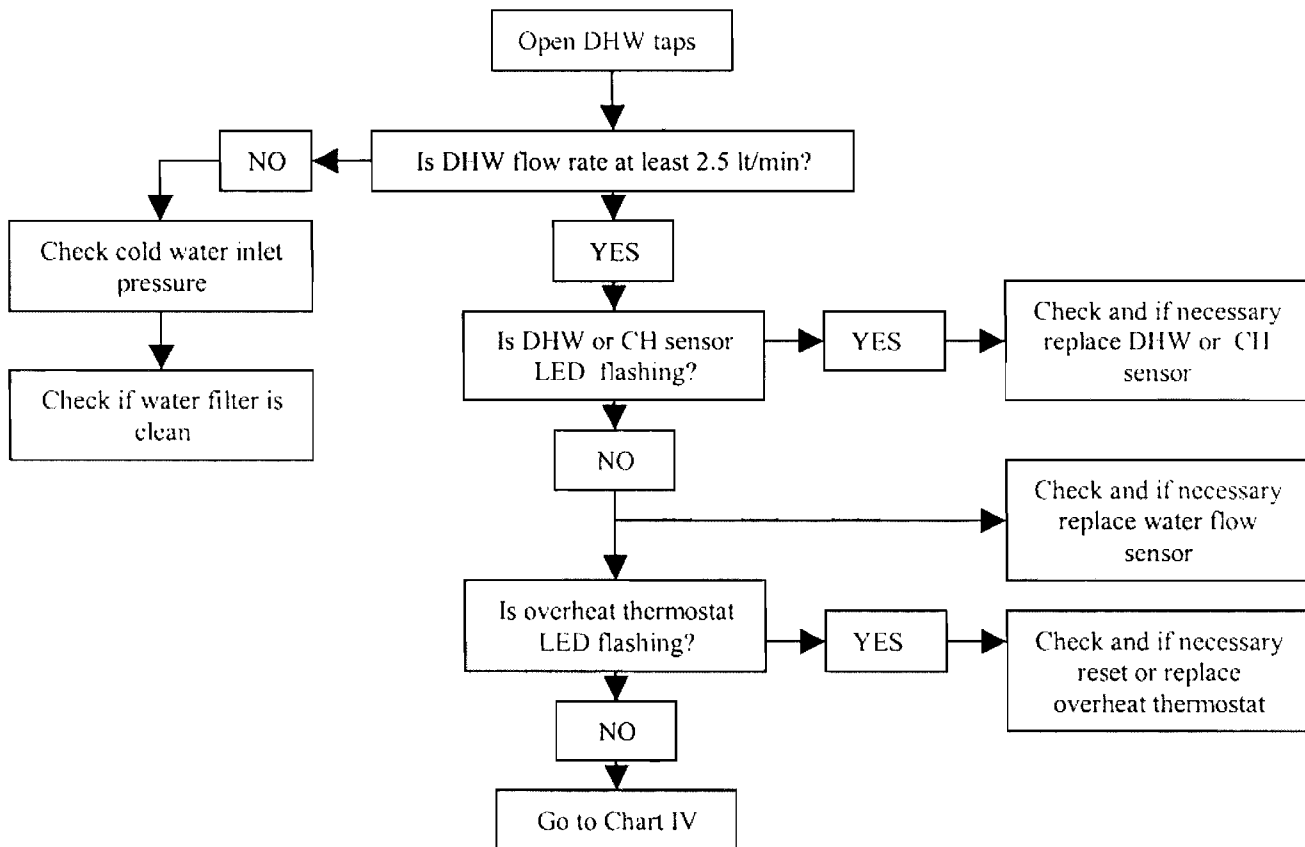 Open DHW taps
NO
Is DHW flow rate at least 2.5 lt/min?
Check cold water inlet
pressure
YES
Check if water filter is
clean
Is DHW or CH sensor
LED flashing?
YES
Check and if necessary
replace DHW or CH
sensor
NO
Check and if necessary
replace water flow
sensor
Is overheat thermostat
LED flashing?
YES
Check and if necessary
reset or replace
overheat thermostat
NO
Go to Chart IV